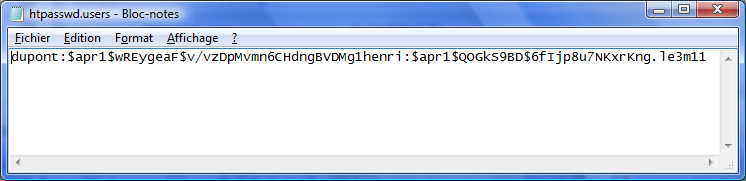 htpasswd.users - Bloc-notes
Fichier Edition Format Affichage ?
dupont:$apr1$wREygeaF$v/vzDpMvmn6CHdngBVDMg1henri:$apr1$QOGkS9BD$6fIjp8u7NKxrKng.le3m11